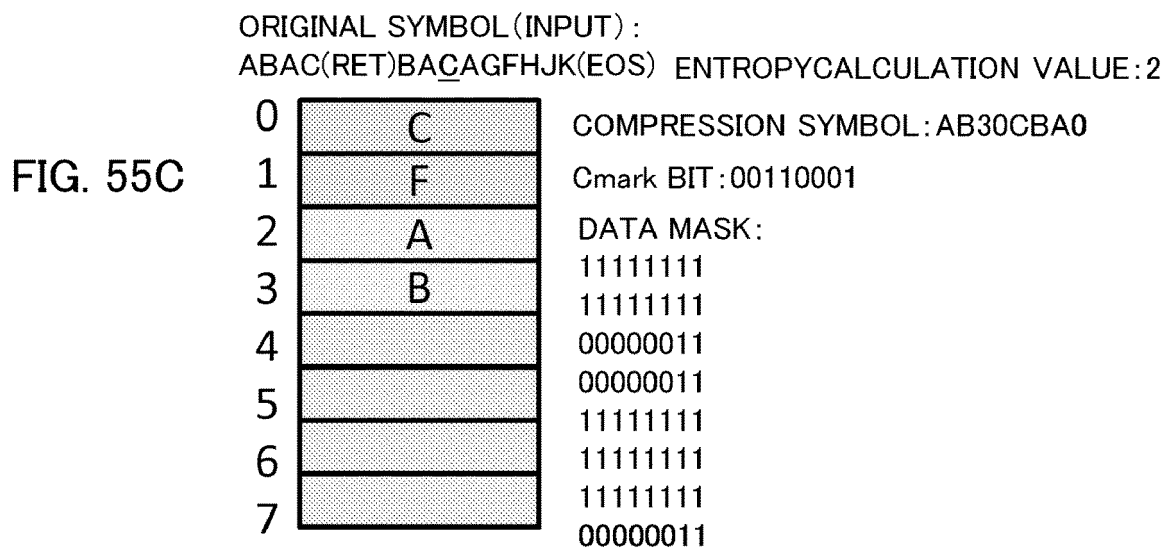 ORIGINAL SYMBOL(INPUT):
ABAC(RET)BACAGFHJK(EOS) ENTROPYCALCULATION VALUE:2
FIG. 55C
0 C
1 F
2 A
3 B
4
5
6
7
COMPRESSION SYMBOL:AB30CBA0
Cmark BIT:00110001
DATA MASK:
11111111
11111111
00000011
00000011
11111111
11111111
11111111
00000011